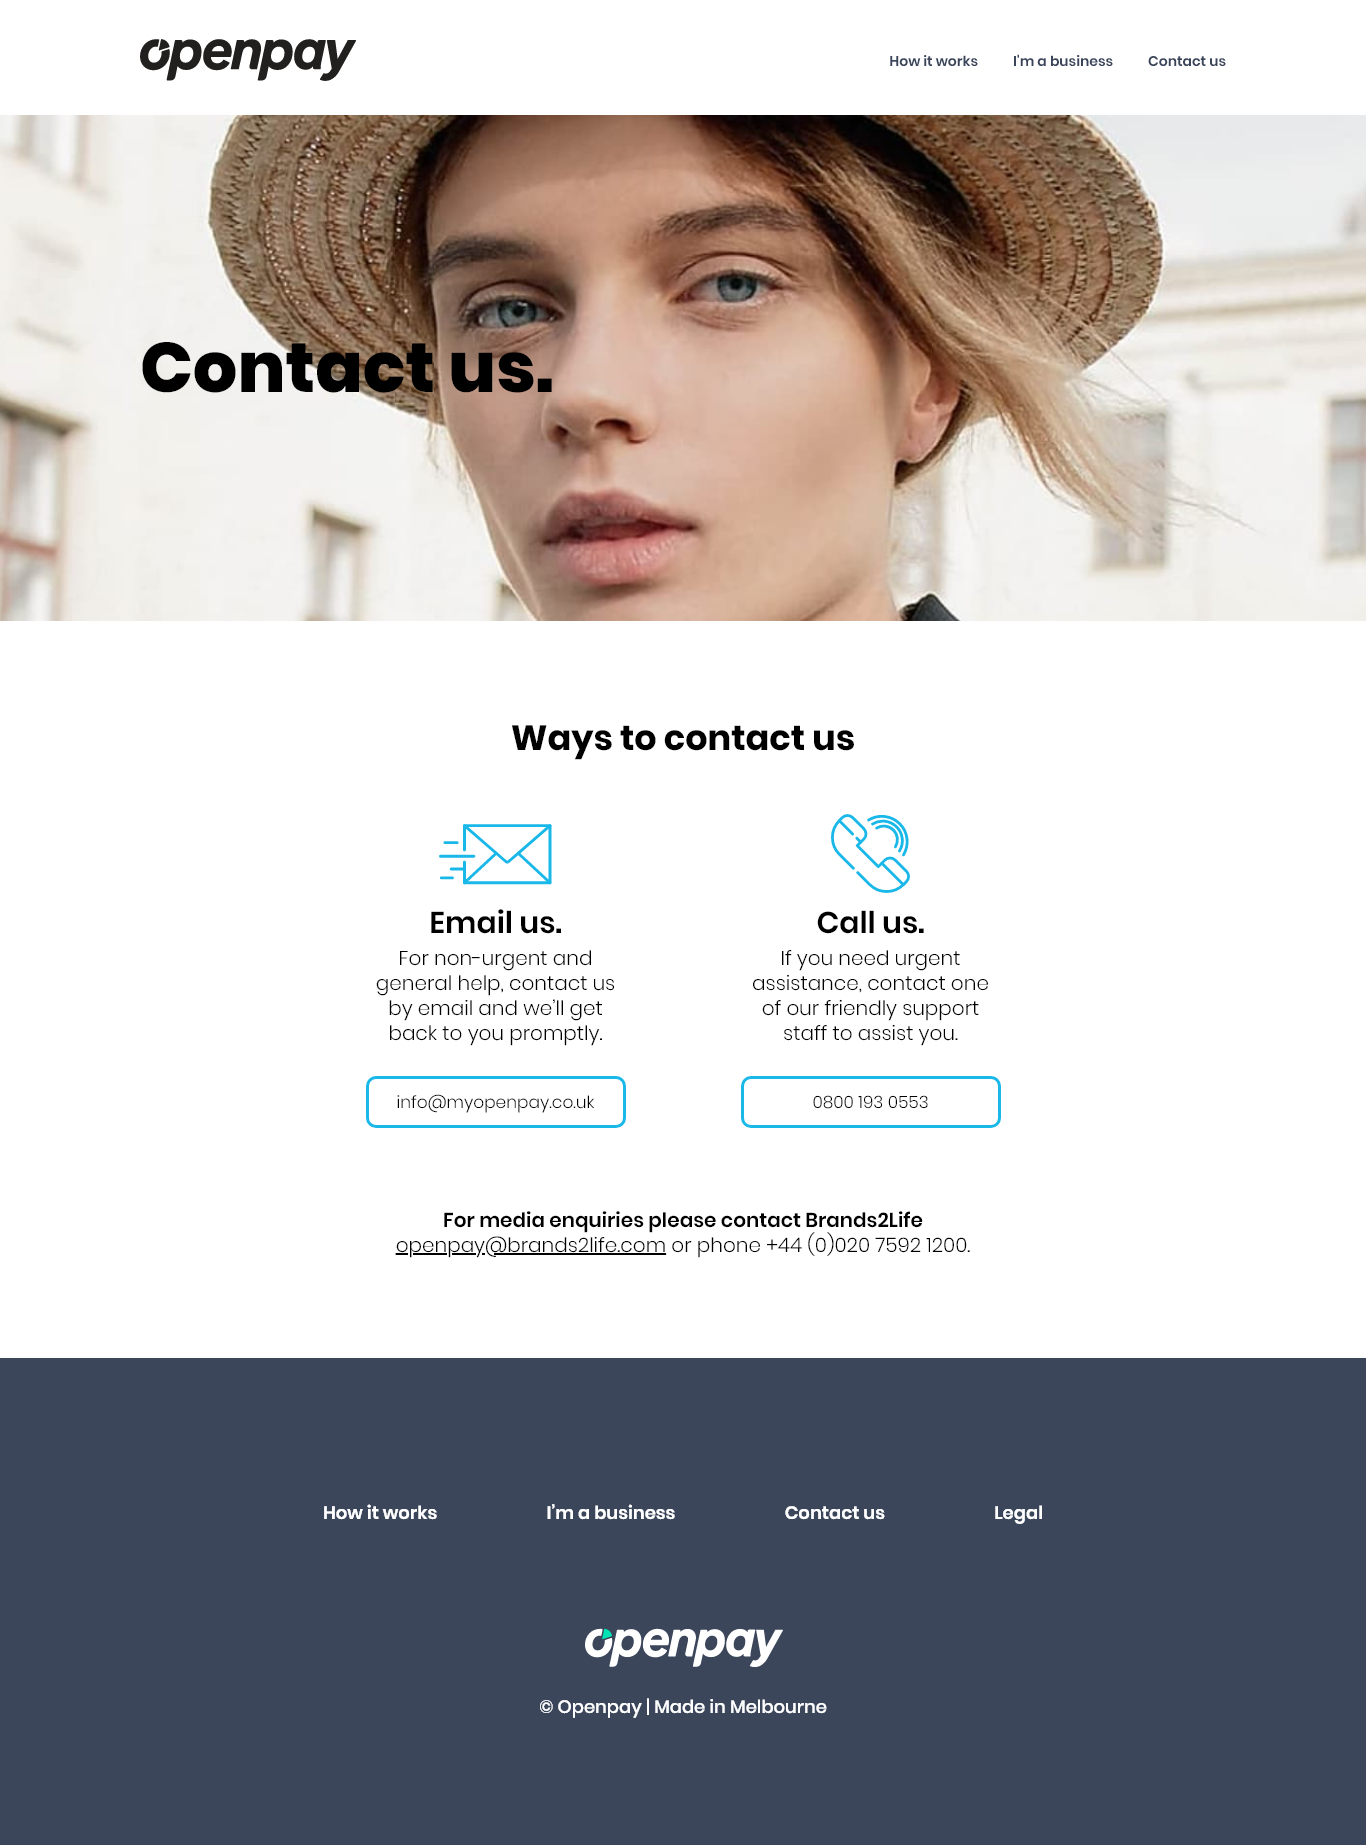 openpay
How it works
I'm a business
Contact us
Contact us.
Ways to contact us
Email us.
For non-urgent and
general help, contact us
by email and we’ll get
back to you promptly.
info@myopenpay.co.uk
Call us.
If you need urgent
assistance, contact one
of our friendly support
staff to assist you.
0800 193 0553
For media enquiries please contact Brands2Life
openpay@brands2life.com or phone +44 (0)020 7592 1200.
How it works
I’m a business
Contact us
Legal
openpay
© Openpay | Made in Melbourne